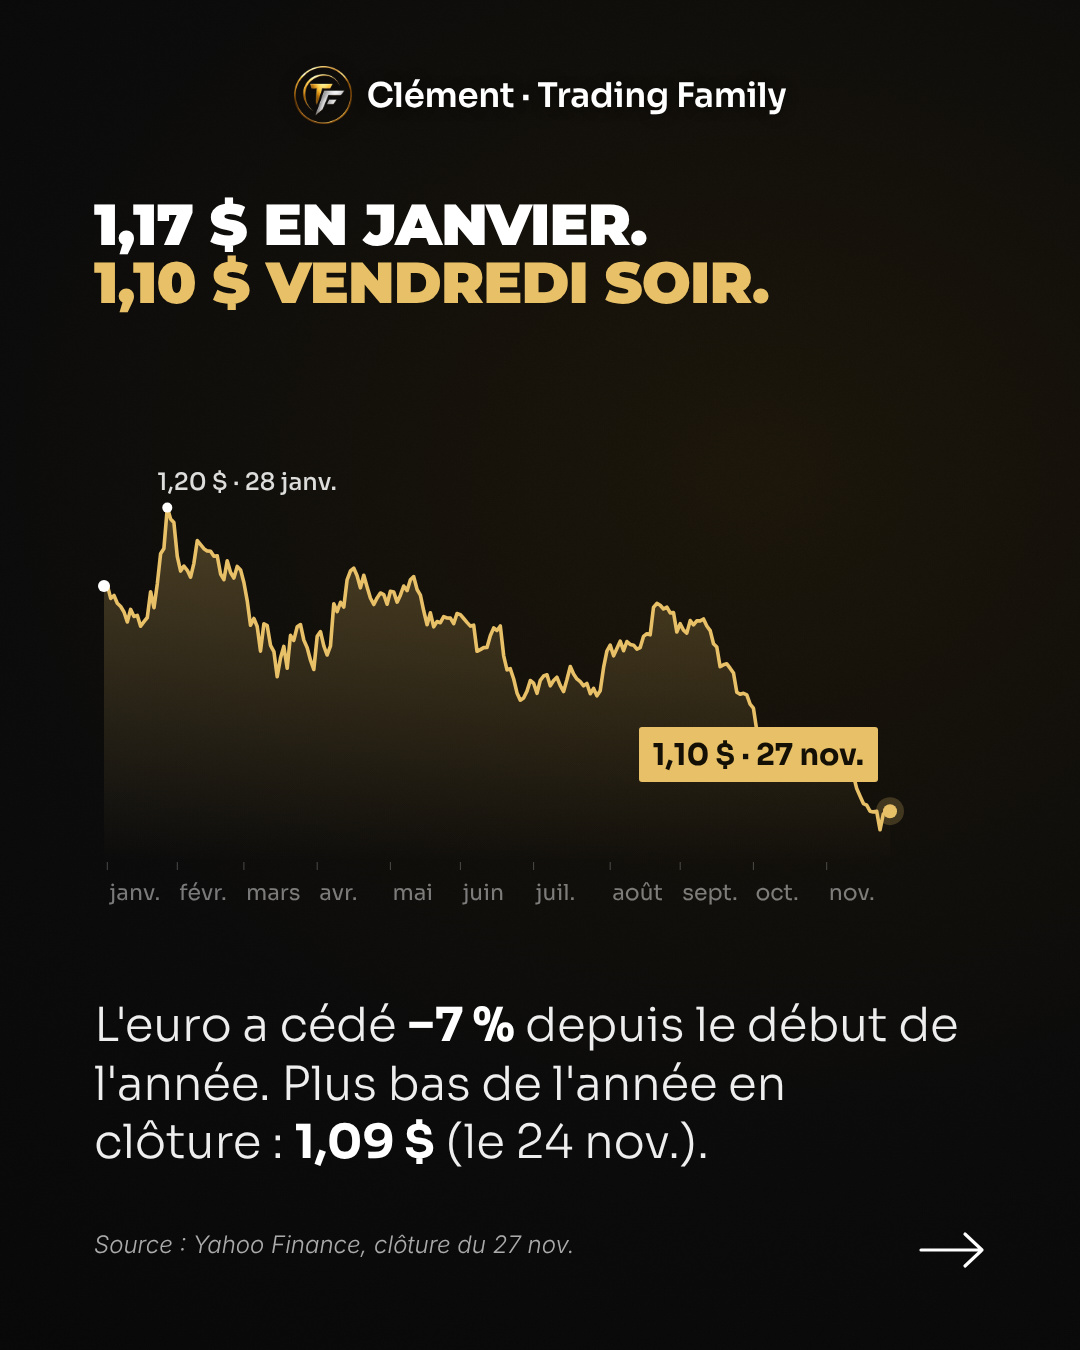 TF
Clément · Trading Family
1,17 $ EN JANVIER.
1,10 $ VENDREDI SOIR.
1,20 $ · 28 janv.
1,10 $ · 27 nov.
janv. févr. mars avr. mai juin juil. août sept. oct. nov.
L'euro a cédé −7 % depuis le début de
l'année. Plus bas de l'année en
clôture : 1,09 $ (le 24 nov.).
Source : Yahoo Finance, clôture du 27 nov.